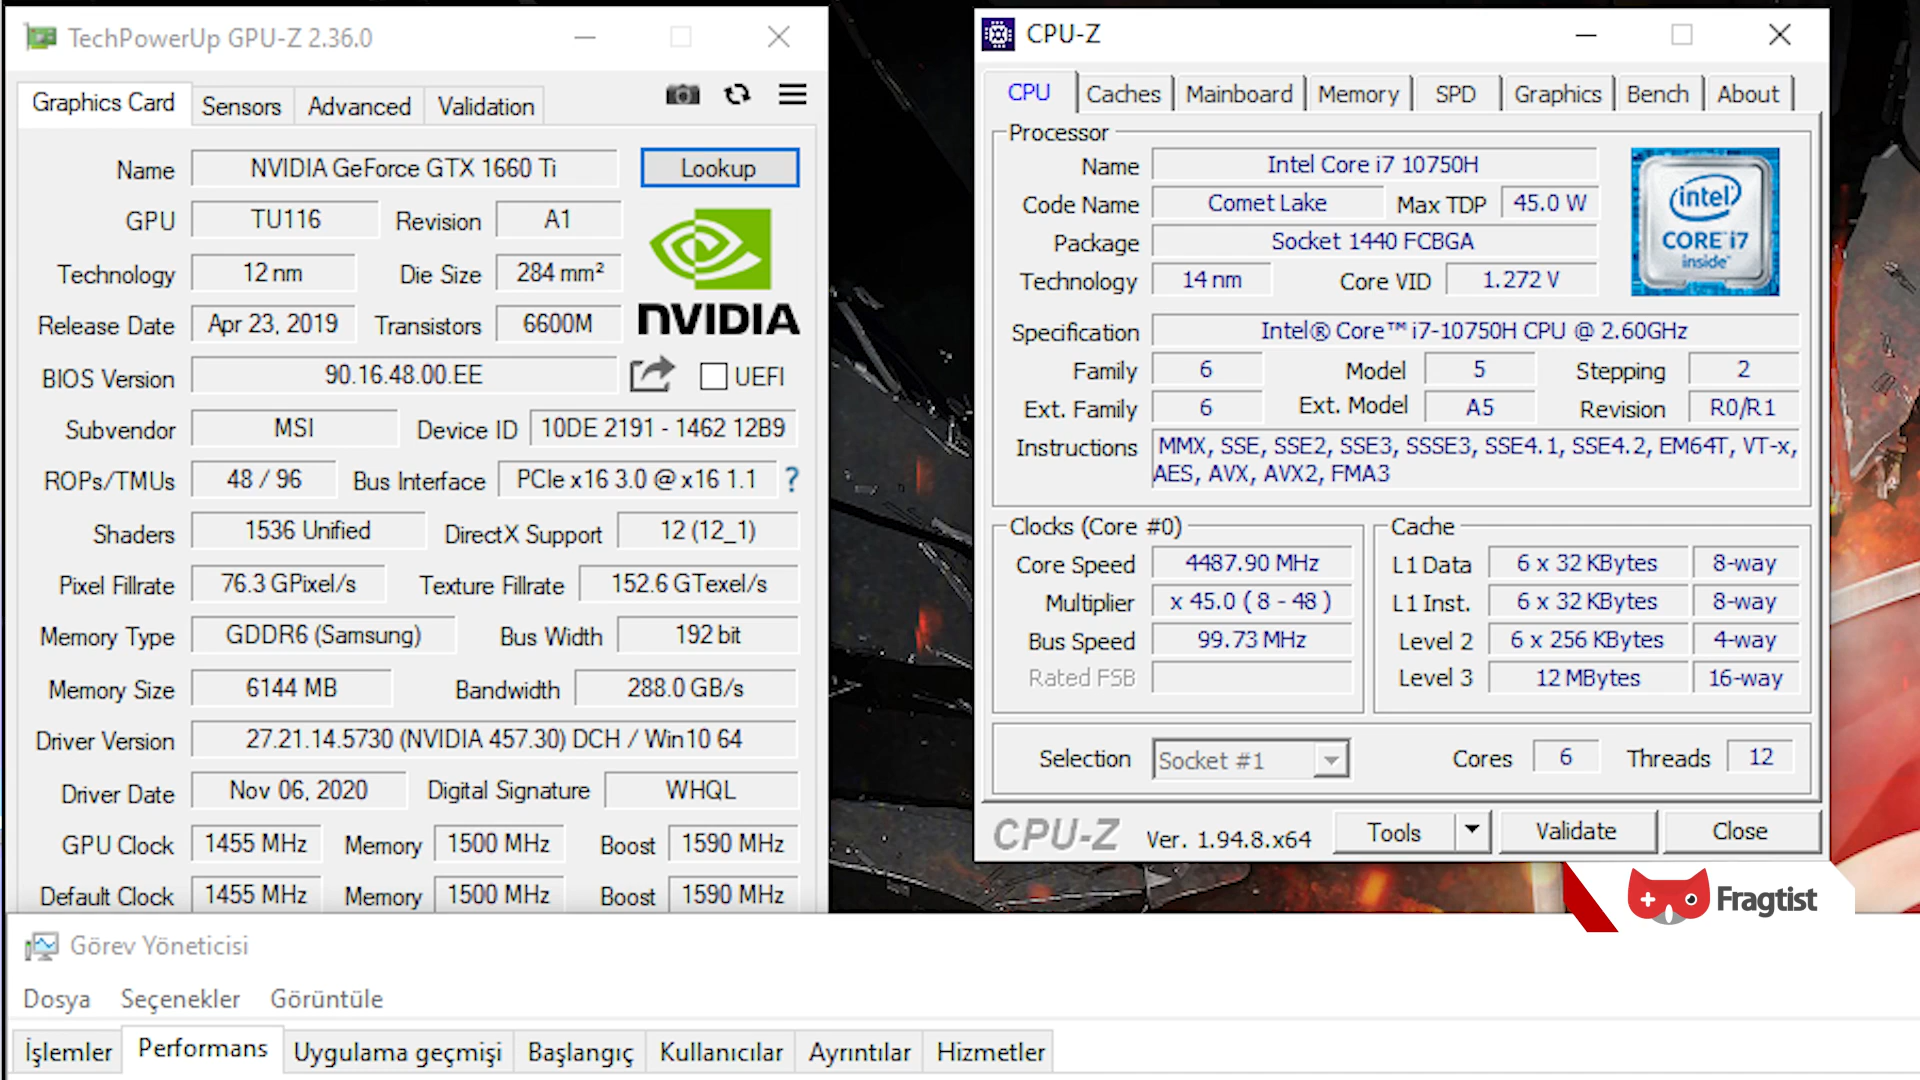 TechPowerUp GPU-Z 2.36.0
Graphics Card Sensors Advanced Validation
Name NVIDIA GeForce GTX 1660 Ti Lookup
GPU TU116 Revision A1
Technology 12 nm Die Size 284 mm²
Release Date Apr 23, 2019 Transistors 6600M
NVIDIA
BIOS Version 90.16.48.00.EE UEFI
Subvendor MSI Device ID 10DE 2191 - 1462 12B9
ROPs/TMUs 48 / 96 Bus Interface PCIe x16 3.0 @ x16 1.1 ?
Shaders 1536 Unified DirectX Support 12 (12_1)
Pixel Fillrate 76.3 GPixel/s Texture Fillrate 152.6 GTexel/s
Memory Type GDDR6 (Samsung) Bus Width 192 bit
Memory Size 6144 MB Bandwidth 288.0 GB/s
Driver Version 27.21.14.5730 (NVIDIA 457.30) DCH / Win10 64
Driver Date Nov 06, 2020 Digital Signature WHQL
GPU Clock 1455 MHz Memory 1500 MHz Boost 1590 MHz
Default Clock 1455 MHz Memory 1500 MHz Boost 1590 MHz
CPU-Z
CPU Caches Mainboard Memory SPD Graphics Bench About
Processor
Name Intel Core i7 10750H
Code Name Comet Lake Max TDP 45.0 W
Package Socket 1440 FCBGA
Technology 14 nm Core VID 1.272 V
intel
CORE i7
inside
Specification Intel® Core™ i7-10750H CPU @ 2.60GHz
Family 6 Model 5 Stepping 2
Ext. Family 6 Ext. Model A5 Revision R0/R1
Instructions MMX, SSE, SSE2, SSE3, SSSE3, SSE4.1, SSE4.2, EM64T, VT-x,
AES, AVX, AVX2, FMA3
Clocks (Core #0)
Core Speed 4487.90 MHz
Multiplier x 45.0 ( 8 - 48 )
Bus Speed 99.73 MHz
Rated FSB
Cache
L1 Data 6 x 32 KBytes 8-way
L1 Inst. 6 x 32 KBytes 8-way
Level 2 6 x 256 KBytes 4-way
Level 3 12 MBytes 16-way
Selection Socket #1 Cores 6 Threads 12
CPU-Z Ver. 1.94.8.x64 Tools Validate Close
Fragtist
Görev Yöneticisi
Dosya Seçenekler Görüntüle
İşlemler Performans Uygulama geçmişi Başlangıç Kullanıcılar Ayrıntılar Hizmetler